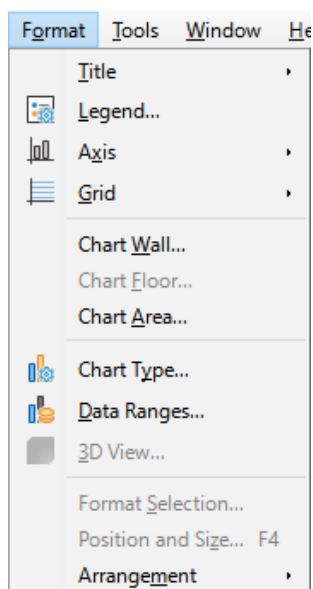 Format Tools Window He
Title
Legend...
Axis
Grid
Chart Wall...
Chart Floor...
Chart Area...
Chart Type...
Data Ranges...
3D View...
Format Selection...
Position and Size... F4
Arrangement